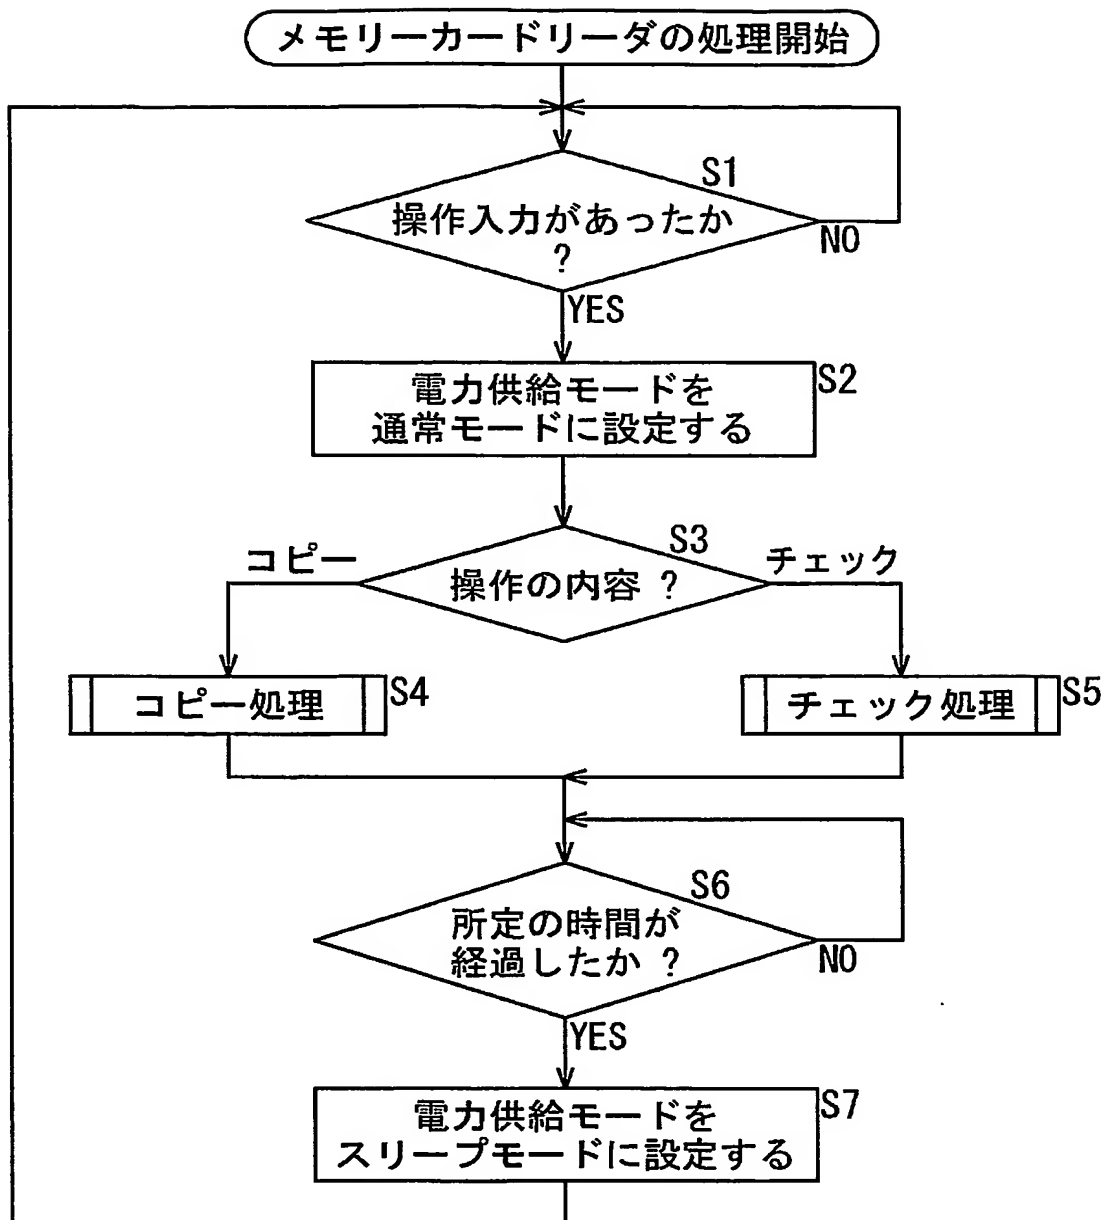 メモリーカードリーダの処理開始
S1
操作入力があったか
?
NO
YES
電力供給モードを
通常モードに設定する
S2
S3
コピー
操作の内容 ?
チェック
コピー処理
S4
チェック処理
S5
S6
所定の時間が
経過したか ?
NO
YES
電力供給モードを
スリープモードに設定する
S7